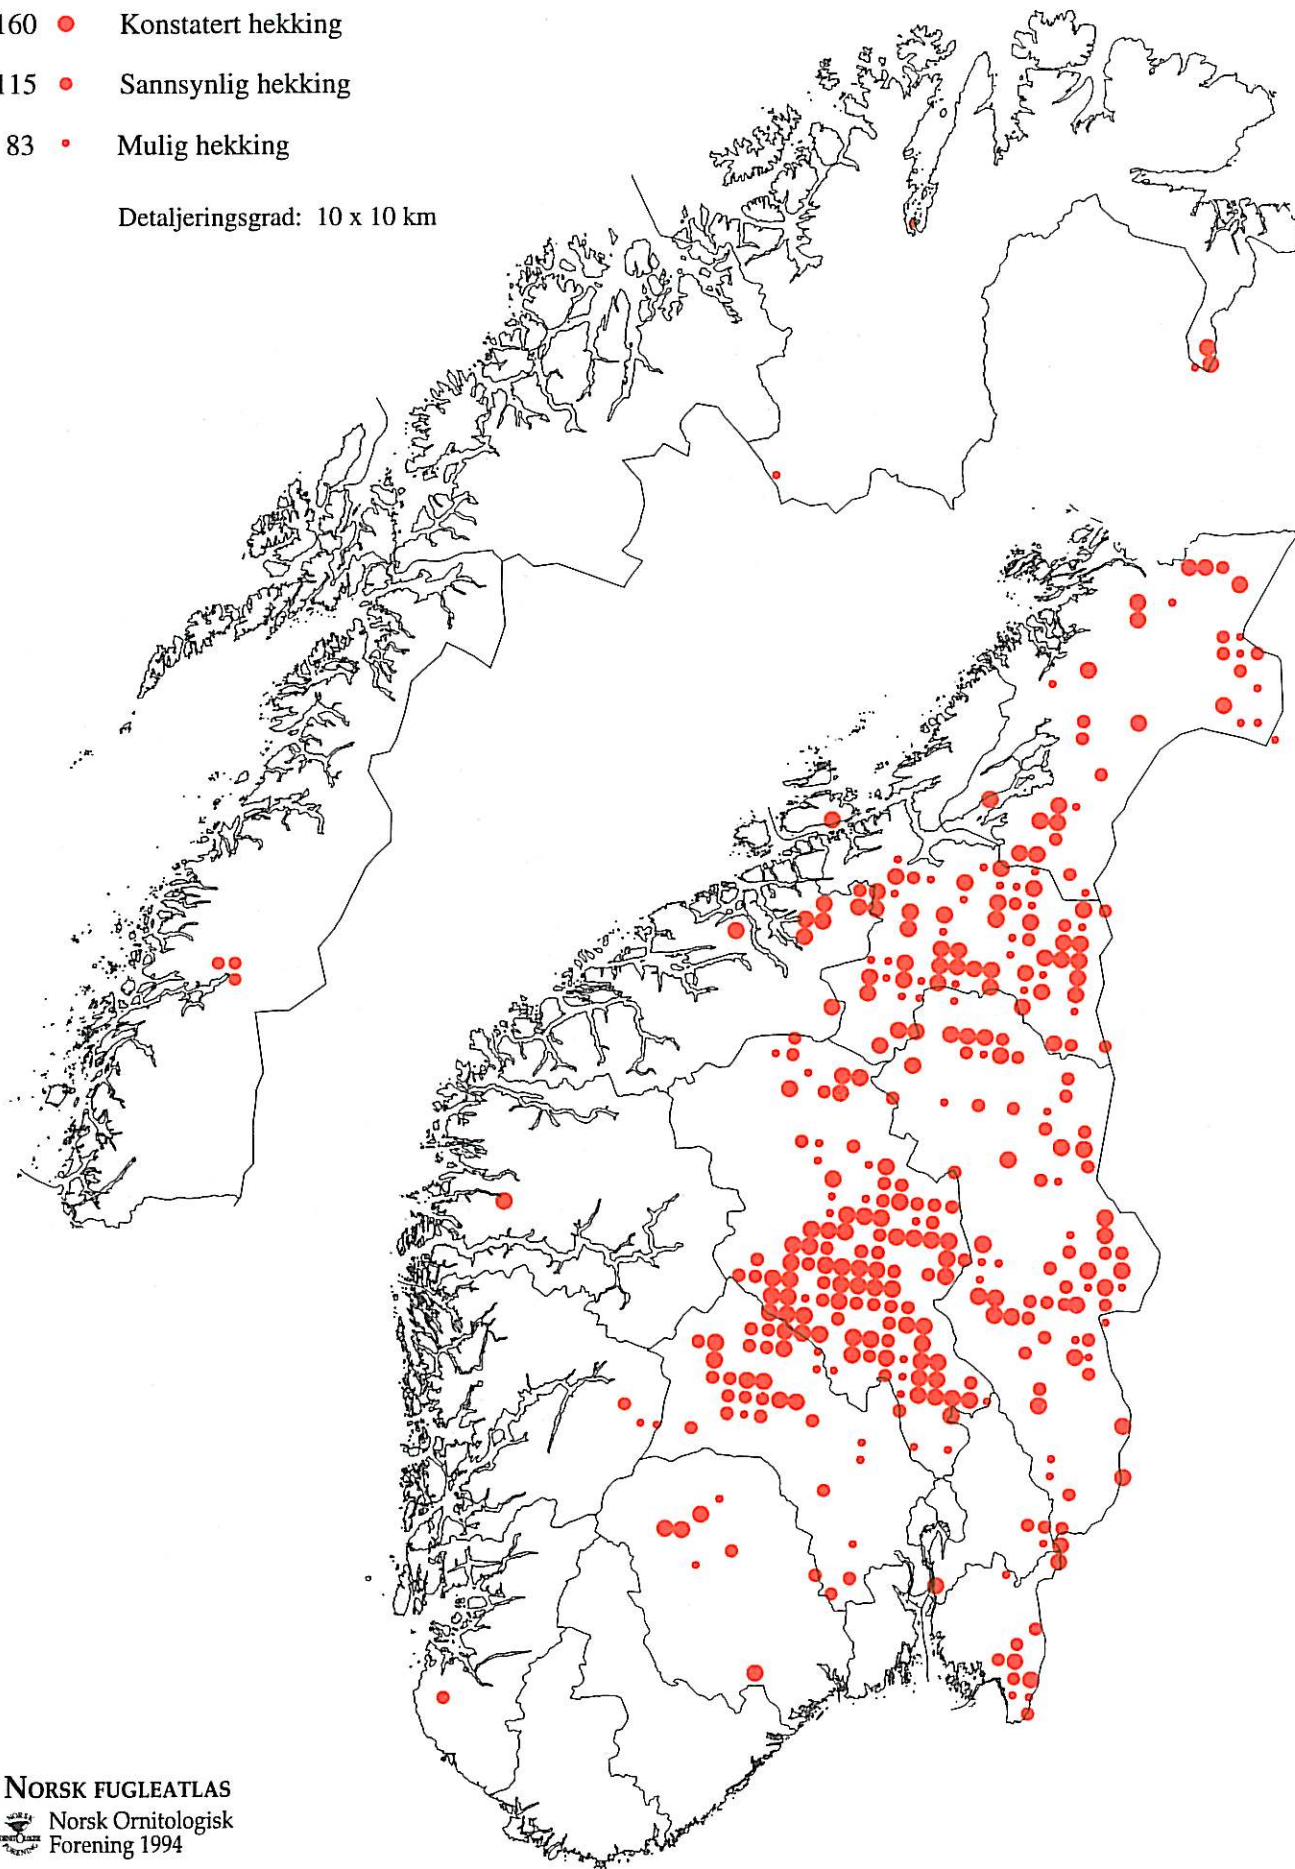 160 Konstatert hekking
115 Sannsynlig hekking
83 Mulig hekking
Detaljeringsgrad: 10 x 10 km
NORSK FUGLEATLAS
Norsk Ornitologisk
Forening 1994